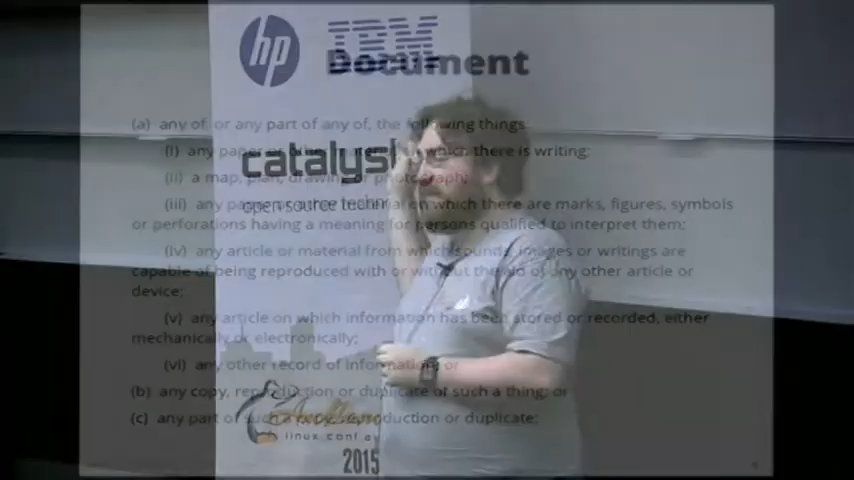 hp IBM
Document
(a) any of, or any part of any of, the following things:
(i) any paper or other material on which there is writing;
catalyst
(ii) a map, plan, drawing or photograph;
open source
(iii) any paper or other material on which there are marks, figures, symbols
or perforations having a meaning for persons qualified to interpret them;
(iv) any article or material from which sounds, images or writings are
capable of being reproduced with or without the aid of any other article or
device;
(v) any article on which information has been stored or recorded, either
mechanically or electronically;
(vi) any other record of information; or
(b) any copy, reproduction or duplicate of such a thing; or
(c) any part of such a copy, reproduction or duplicate;
linux.conf.au
2015